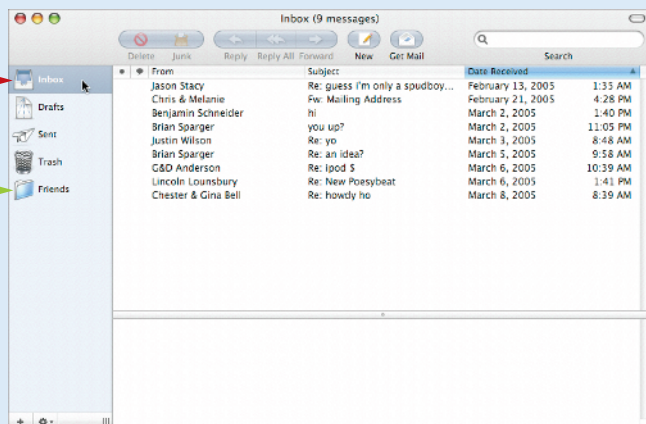 Inbox (9 messages)
Delete Junk Reply Reply All Forward New Get Mail Search
Inbox
Drafts
Sent
Trash
Friends
From Subject Date Received
Jason Stacy Re: guess i'm only a spudboy... February 13, 2005 1:35 AM
Chris & Melanie Fw: Mailing Address February 21, 2005 4:28 PM
Benjamin Schneider hi March 2, 2005 1:40 PM
Brian Sparger you up? March 2, 2005 11:05 PM
Justin Wilson Re: yo March 3, 2005 8:48 AM
Brian Sparger Re: an idea? March 5, 2005 9:58 AM
G&D Anderson Re: ipod $ March 6, 2005 10:39 AM
Lincoln Lounsbury Re: New Poesybeat March 6, 2005 1:41 PM
Chester & Gina Bell Re: howdy ho March 8, 2005 8:39 AM